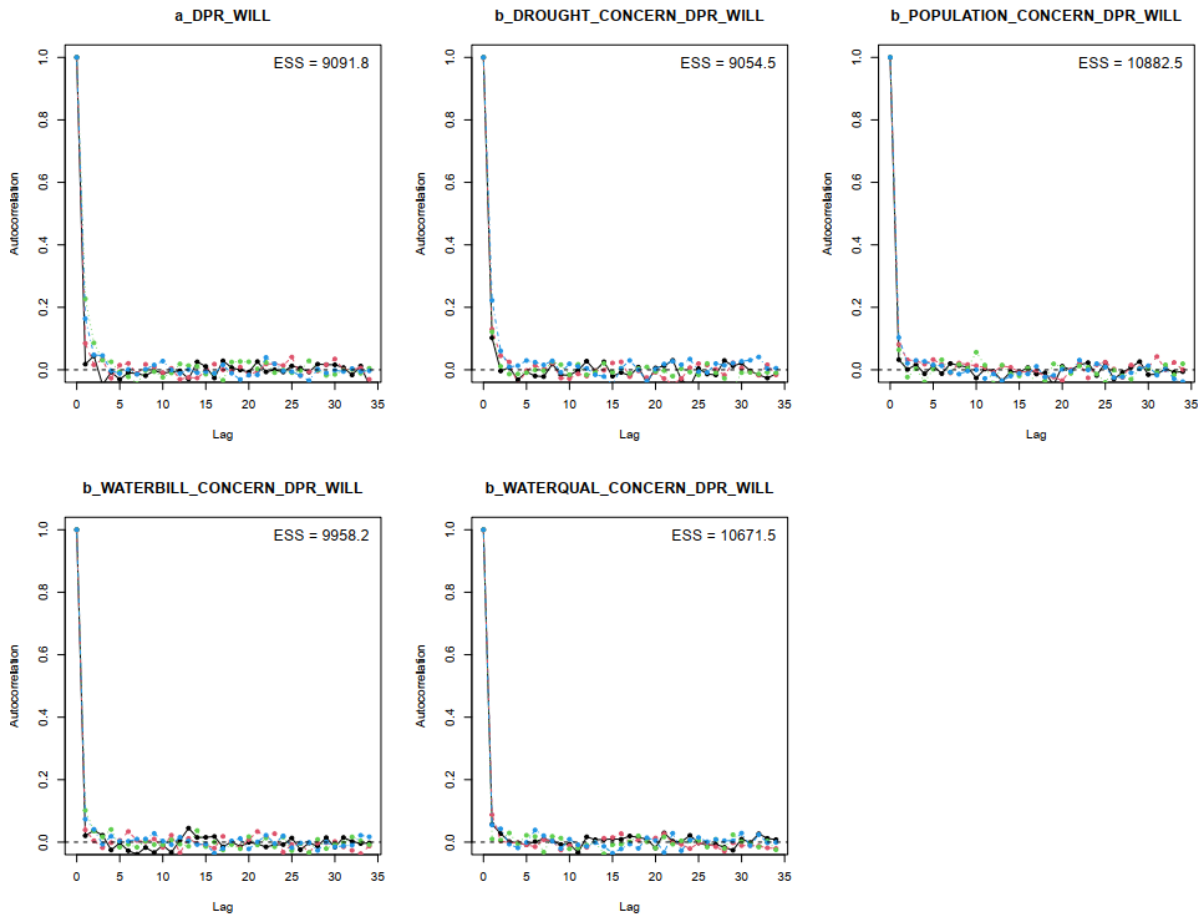 a_DPR_WILL
ESS = 9091.8
Autocorrelation
1.0
0.8
0.6
0.4
0.2
0.0
0 5 10 15 20 25 30 35
Lag
b_DROUGHT_CONCERN_DPR_WILL
ESS = 9054.5
Autocorrelation
1.0
0.8
0.6
0.4
0.2
0.0
0 5 10 15 20 25 30 35
Lag
b_POPULATION_CONCERN_DPR_WILL
ESS = 10882.5
Autocorrelation
1.0
0.8
0.6
0.4
0.2
0.0
0 5 10 15 20 25 30 35
Lag
b_WATERBILL_CONCERN_DPR_WILL
ESS = 9958.2
Autocorrelation
1.0
0.8
0.6
0.4
0.2
0.0
0 5 10 15 20 25 30 35
Lag
b_WATERQUAL_CONCERN_DPR_WILL
ESS = 10671.5
Autocorrelation
1.0
0.8
0.6
0.4
0.2
0.0
0 5 10 15 20 25 30 35
Lag